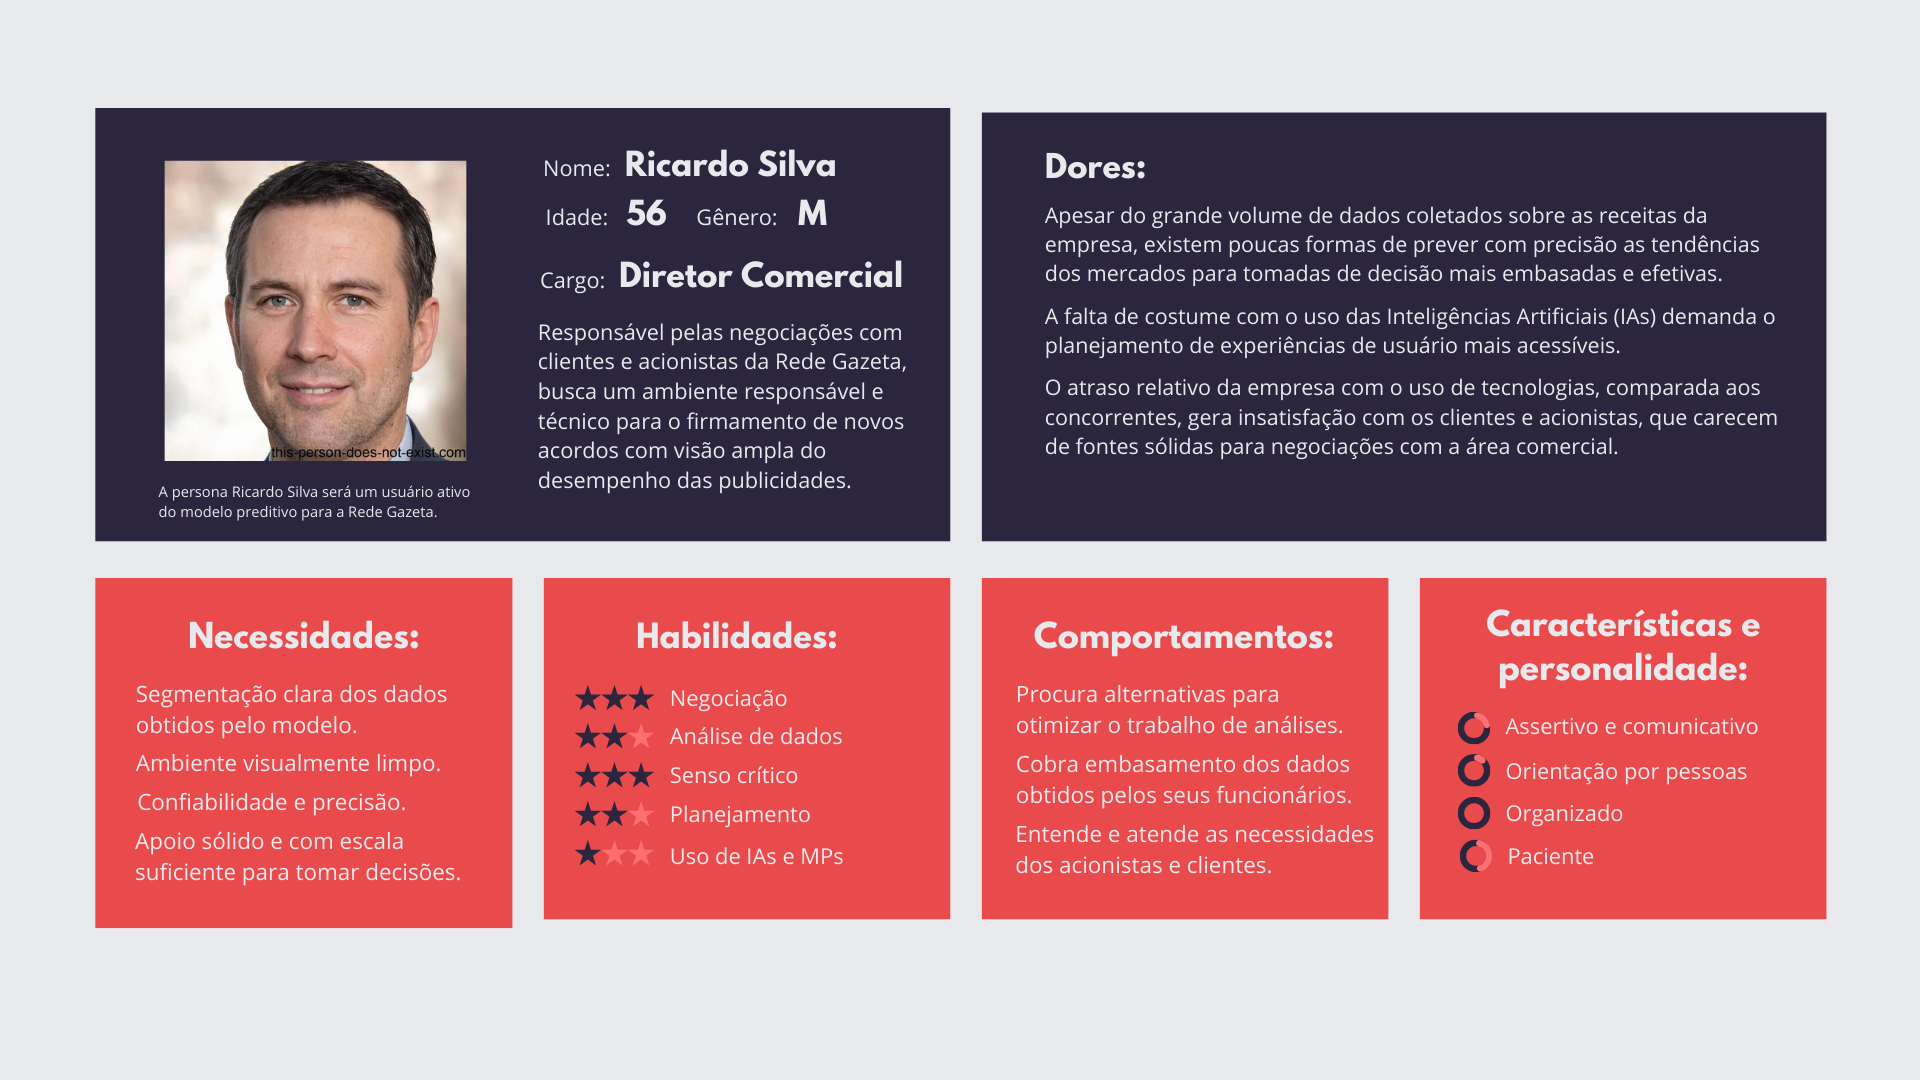 Nome: Ricardo Silva
Idade: 56 Gênero: M
Cargo: Diretor Comercial
Responsável pelas negociações com
clientes e acionistas da Rede Gazeta,
busca um ambiente responsável e
técnico para o firmamento de novos
acordos com visão ampla do
desempenho das publicidades.
this-person-does-not-exist.com
A persona Ricardo Silva será um usuário ativo
do modelo preditivo para a Rede Gazeta.
Dores:
Apesar do grande volume de dados coletados sobre as receitas da
empresa, existem poucas formas de prever com precisão as tendências
dos mercados para tomadas de decisão mais embasadas e efetivas.
A falta de costume com o uso das Inteligências Artificiais (IAs) demanda o
planejamento de experiências de usuário mais acessíveis.
O atraso relativo da empresa com o uso de tecnologias, comparada aos
concorrentes, gera insatisfação com os clientes e acionistas, que carecem
de fontes sólidas para negociações com a área comercial.
Necessidades:
Segmentação clara dos dados
obtidos pelo modelo.
Ambiente visualmente limpo.
Confiabilidade e precisão.
Apoio sólido e com escala
suficiente para tomar decisões.
Habilidades:
Negociação
Análise de dados
Senso crítico
Planejamento
Uso de IAs e MPs
Comportamentos:
Procura alternativas para
otimizar o trabalho de análises.
Cobra embasamento dos dados
obtidos pelos seus funcionários.
Entende e atende as necessidades
dos acionistas e clientes.
Características e
personalidade:
Assertivo e comunicativo
Orientação por pessoas
Organizado
Paciente